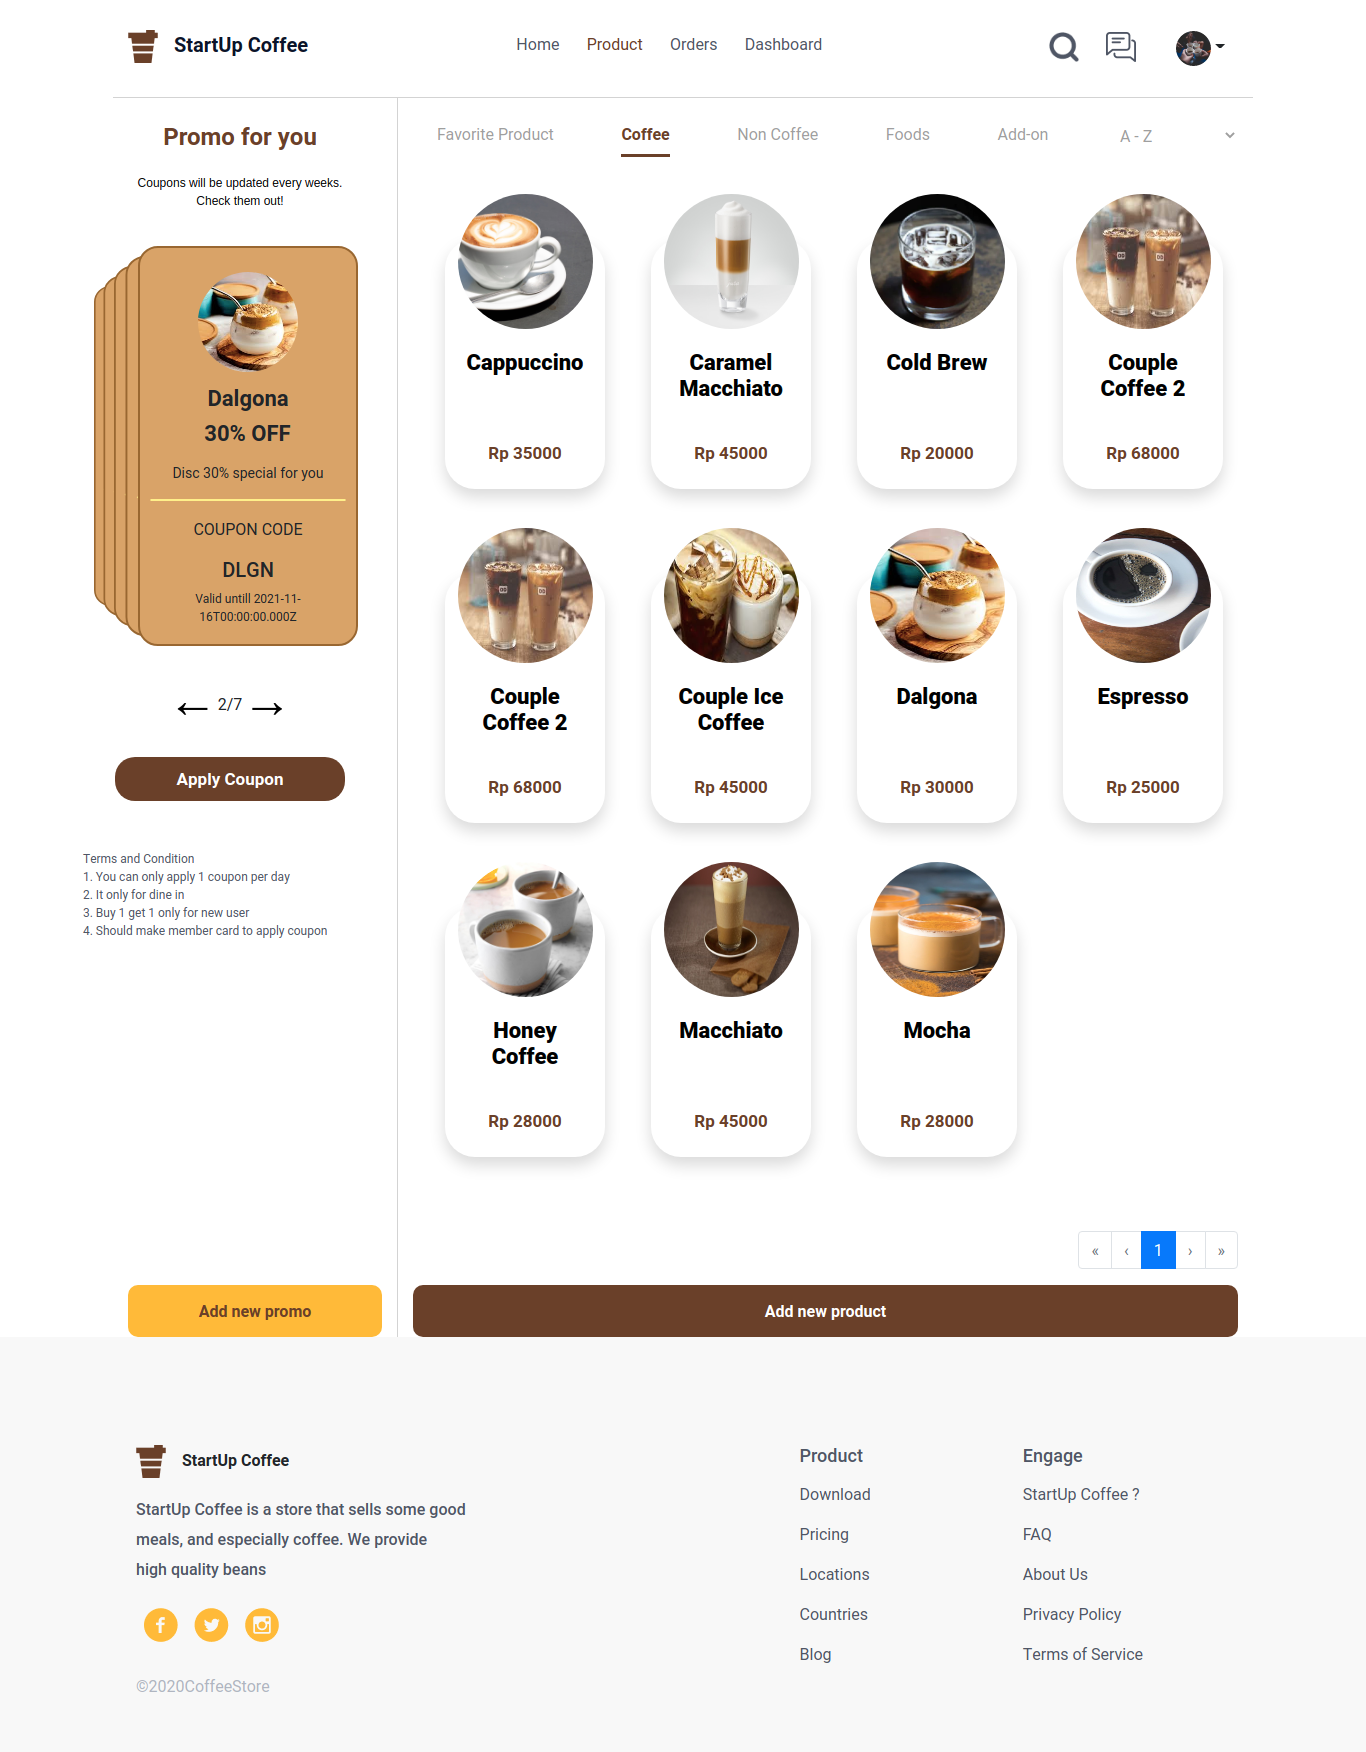 StartUp Coffee
Home Product Orders Dashboard
Promo for you
Coupons will be updated every weeks.
Check them out!
Dalgona
30% OFF
Disc 30% special for you
COUPON CODE
DLGN
Valid untill 2021-11-
16T00:00:00.000Z
2/7
Apply Coupon
Terms and Condition
1. You can only apply 1 coupon per day
2. It only for dine in
3. Buy 1 get 1 only for new user
4. Should make member card to apply coupon
Add new promo
Favorite Product Coffee Non Coffee Foods Add-on A - Z
Cappuccino
Rp 35000
Caramel
Macchiato
Rp 45000
Cold Brew
Rp 20000
Couple
Coffee 2
Rp 68000
Couple
Coffee 2
Rp 68000
Couple Ice
Coffee
Rp 45000
Dalgona
Rp 30000
Espresso
Rp 25000
Honey
Coffee
Rp 28000
Macchiato
Rp 45000
Mocha
Rp 28000
« ‹ 1 › »
Add new product
StartUp Coffee
StartUp Coffee is a store that sells some good
meals, and especially coffee. We provide
high quality beans
©2020CoffeeStore
Product
Download
Pricing
Locations
Countries
Blog
Engage
StartUp Coffee ?
FAQ
About Us
Privacy Policy
Terms of Service